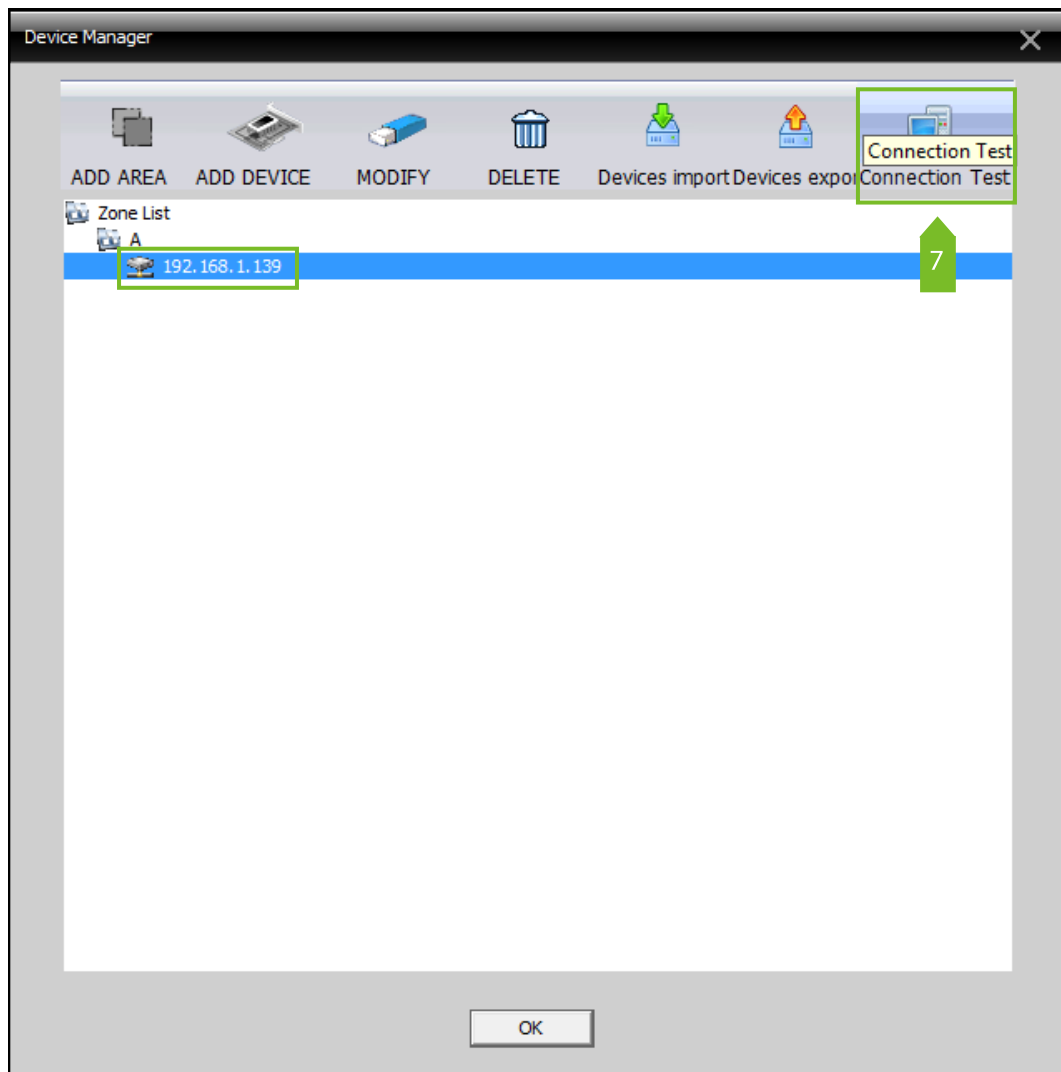 Device Manager
Connection Test
ADD AREA ADD DEVICE MODIFY DELETE Devices import Devices expor Connection Test
Zone List
A
192.168.1.139
7
OK